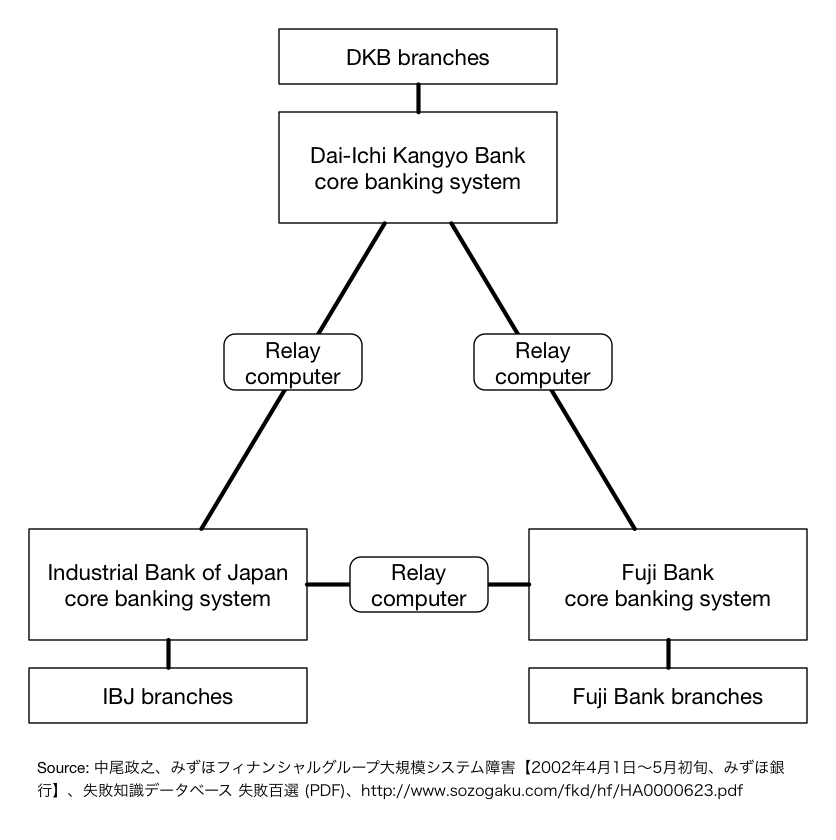 DKB branches
Dai-Ichi Kangyo Bank
core banking system
Relay
computer
Relay
computer
Industrial Bank of Japan
core banking system
Relay
computer
Fuji Bank
core banking system
IBJ branches
Fuji Bank branches
Source: 中尾政之、みずほフィナンシャルグループ大規模システム障害【2002年4月1日〜5月初旬、みずほ銀
行】、失敗知識データベース 失敗百選 (PDF)、http://www.sozogaku.com/fkd/hf/HA0000623.pdf